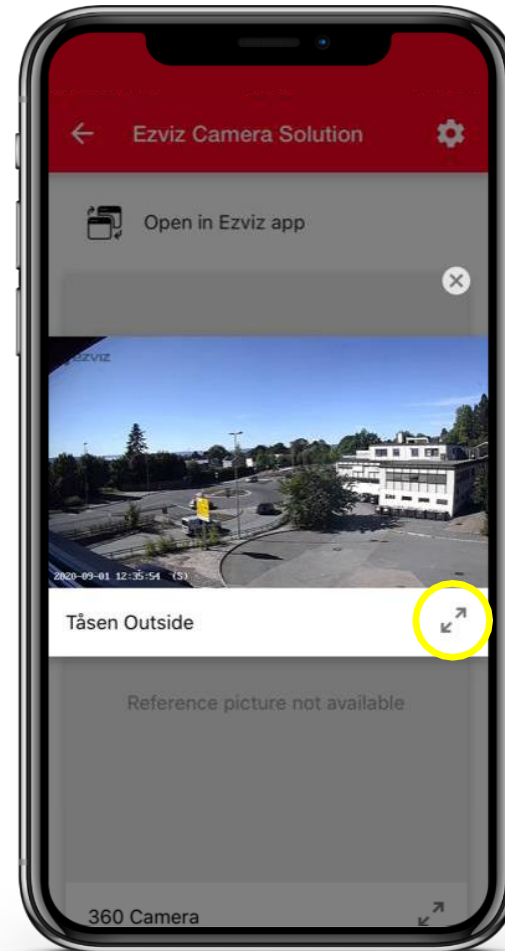 Ezviz Camera Solution
Open in Ezviz app
ezviz
2020-09-01 12:35:54 (S)
Tåsen Outside
Reference picture not available
360 Camera